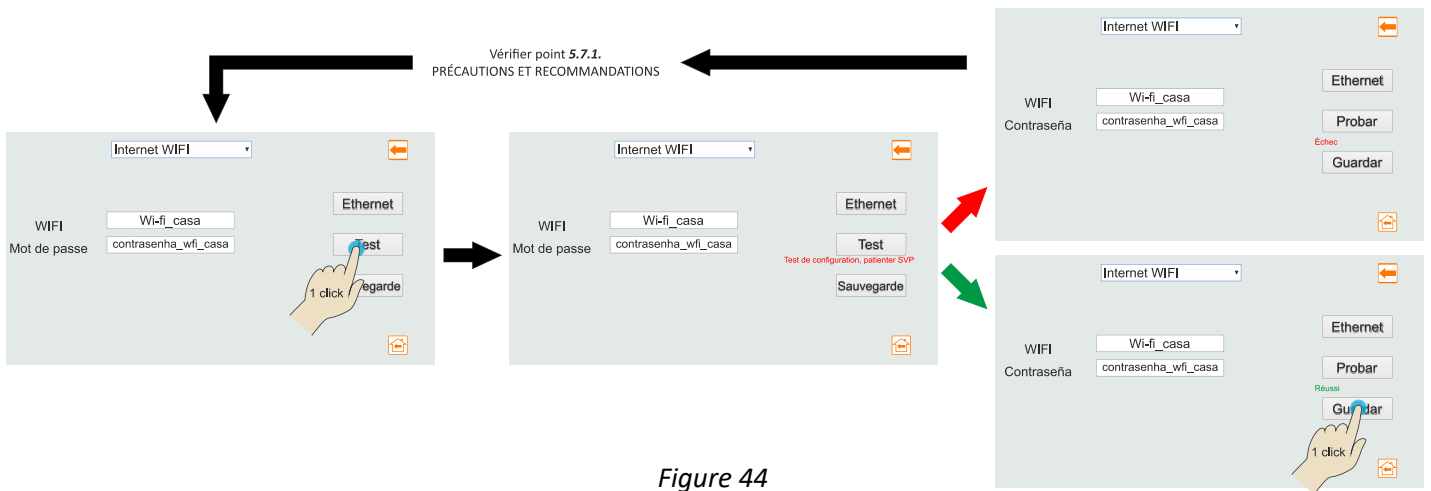 Vérifier point 5.7.1.
PRÉCAUTIONS ET RECOMMANDATIONS
Internet WIFI
Ethernet
WIFI
Wi-fi_casa
Mot de passe
contrasenha_wfi_casa
Test
1 click
egarde
Internet WIFI
Ethernet
WIFI
Wi-fi_casa
Mot de passe
contrasenha_wfi_casa
Test
Test de configuration, patienter SVP
Sauvegarde
Internet WIFI
Ethernet
WIFI
Wi-fi_casa
Contraseña
contrasenha_wfi_casa
Probar
Échec
Guardar
Internet WIFI
Ethernet
WIFI
Wi-fi_casa
Contraseña
contrasenha_wfi_casa
Probar
Réussi
Guardar
1 click
Figure 44